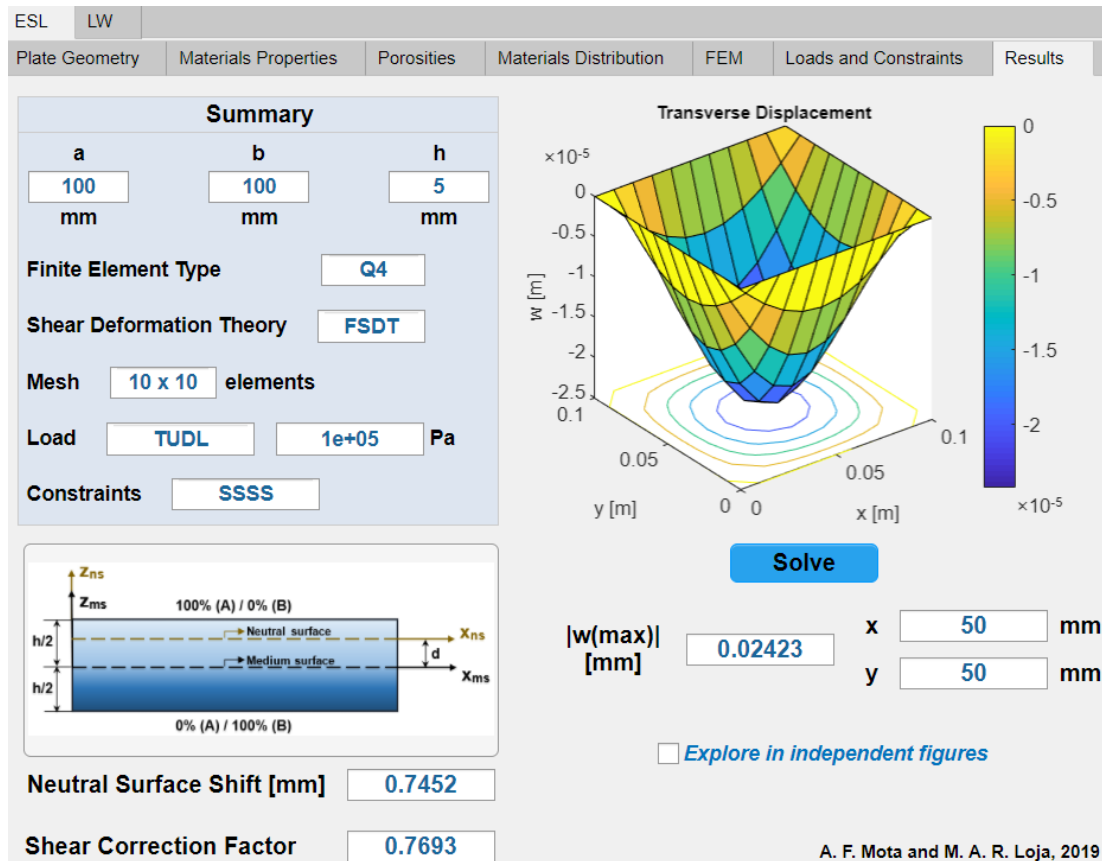 ESL LW
Plate Geometry Materials Properties Porosities Materials Distribution FEM Loads and Constraints Results
Summary
a b h
100 100 5
mm mm mm
Finite Element Type Q4
Shear Deformation Theory FSDT
Mesh 10 x 10 elements
Load TUDL 1e+05 Pa
Constraints SSSS
Transverse Displacement
×10-5
0
-0.5
-1
-1.5
-2
-2.5
w [m]
0.1
0.05
0
y [m]
0
0.05
0.1
x [m]
0
-0.5
-1
-1.5
-2
×10-5
Zns
Zms
100% (A) / 0% (B)
h/2
Neutral surface
Xns
d
Medium surface
Xms
h/2
0% (A) / 100% (B)
Neutral Surface Shift [mm] 0.7452
Shear Correction Factor 0.7693
Solve
|w(max)|
[mm]
0.02423
x 50 mm
y 50 mm
Explore in independent figures
A. F. Mota and M. A. R. Loja, 2019